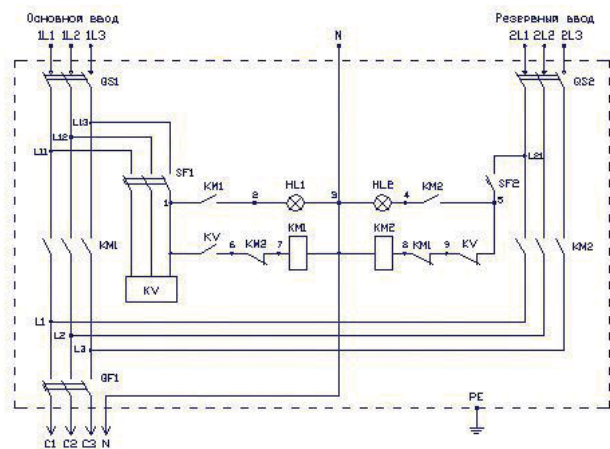 Основной ввод
1L1 1L2 1L3
N
Резервный ввод
2L1 2L2 2L3
QS1
QS2
L13
L12
L11
L21
SF1
SF2
KM1 2 HL1 3 HL2 4 KM2
1
5
KV 6 KM2 7 KM1
KM2 8 KM1 9 KV
KM1
KM2
KV
L1
L2
L3
QF1
PE
C1 C2 C3 N